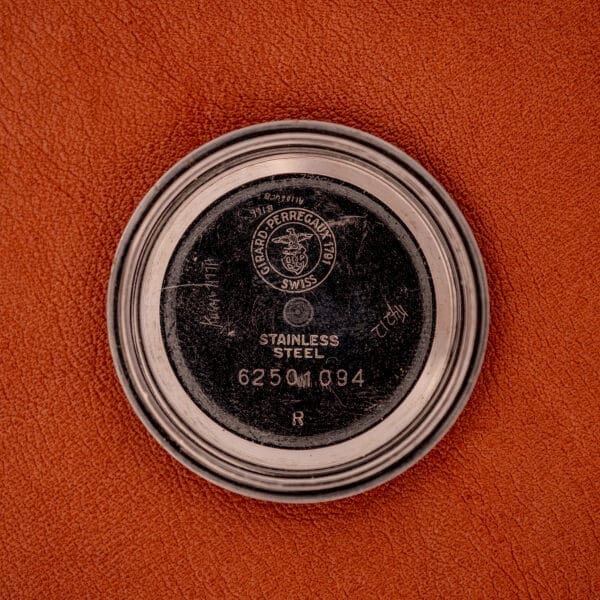 GIRARD-PERREGAUX 1791
SWISS
STAINLESS
STEEL
62501094
R